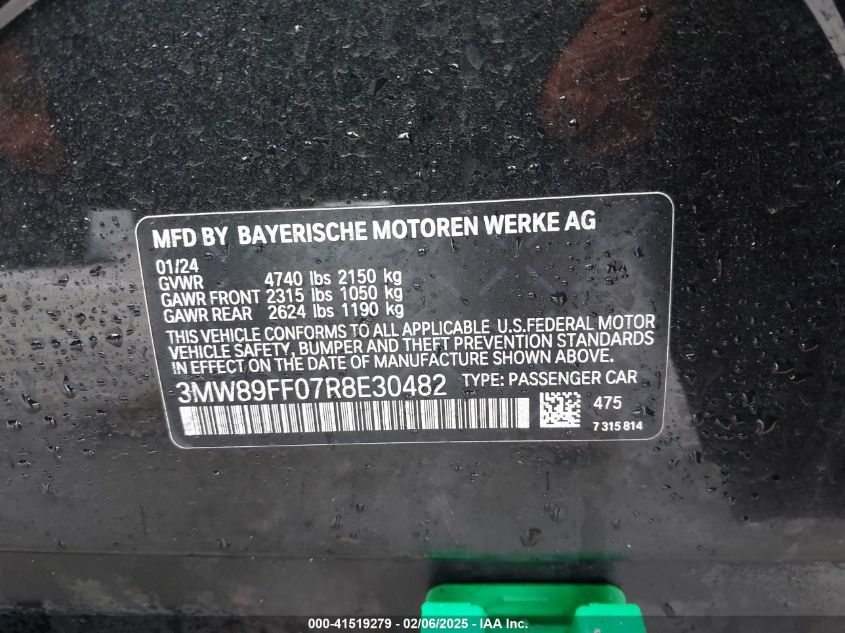 MFD BY BAYERISCHE MOTOREN WERKE AG
01/24
GVWR 4740 lbs 2150 kg
GAWR FRONT 2315 lbs 1050 kg
GAWR REAR 2624 lbs 1190 kg
THIS VEHICLE CONFORMS TO ALL APPLICABLE U.S.FEDERAL MOTOR
VEHICLE SAFETY, BUMPER AND THEFT PREVENTION STANDARDS
IN EFFECT ON THE DATE OF MANUFACTURE SHOWN ABOVE.
3MW89FF07R8E30482 TYPE: PASSENGER CAR
475
7 315 814
000-41519279 - 02/06/2025 - IAA Inc.